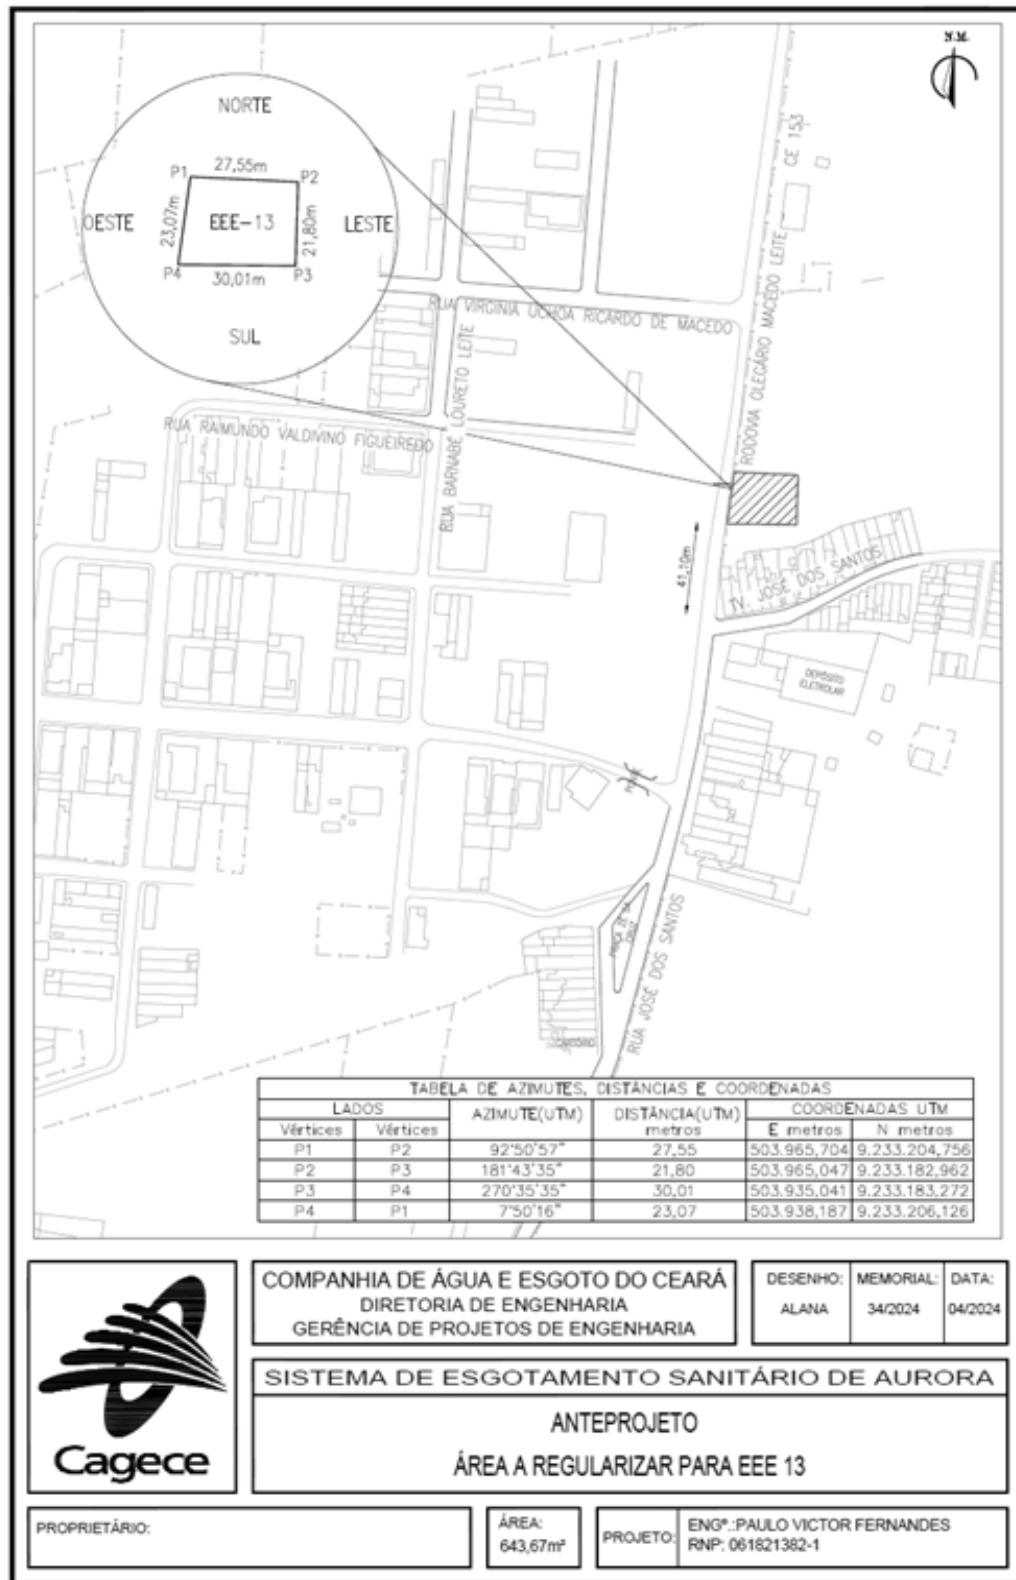 N.M.
NORTE
27,55m
P1
P2
23,07m
OESTE
EEE-13
21,80m
LESTE
P4
P3
30,01m
SUL
CE 153
RODOVIA OLEGÁRIO MACEDO LEITE
RUA VIRGINIA UCHOA RICARDO DE MACEDO
RUA BARNABÉ LOURETO LEITE
RUA RAIMUNDO VALDIVINO FIGUEIREDO
41,10m
TV. JOSÉ DOS SANTOS
DEPÓSITO
ELETROLAR
RUA JOSÉ DOS SANTOS
CARTÓRIO
TABELA DE AZIMUTES, DISTÂNCIAS E COORDENADAS
LADOS AZIMUTE(UTM) DISTÂNCIA(UTM) metros COORDENADAS UTM
Vértices Vértices E metros N metros
P1 P2 92°50'57" 27,55 503.965,704 9.233.204,756
P2 P3 181°43'35" 21,80 503.965,047 9.233.182,962
P3 P4 270°35'35" 30,01 503.935,041 9.233.183,272
P4 P1 7°50'16" 23,07 503.938,187 9.233.206,126
Cagece
COMPANHIA DE ÁGUA E ESGOTO DO CEARÁ
DIRETORIA DE ENGENHARIA
GERÊNCIA DE PROJETOS DE ENGENHARIA
DESENHO: MEMORIAL: DATA:
ALANA 34/2024 04/2024
SISTEMA DE ESGOTAMENTO SANITÁRIO DE AURORA
ANTEPROJETO
ÁREA A REGULARIZAR PARA EEE 13
PROPRIETÁRIO:
ÁREA:
643,67m²
PROJETO:
ENGº.:PAULO VICTOR FERNANDES
RNP: 061821382-1